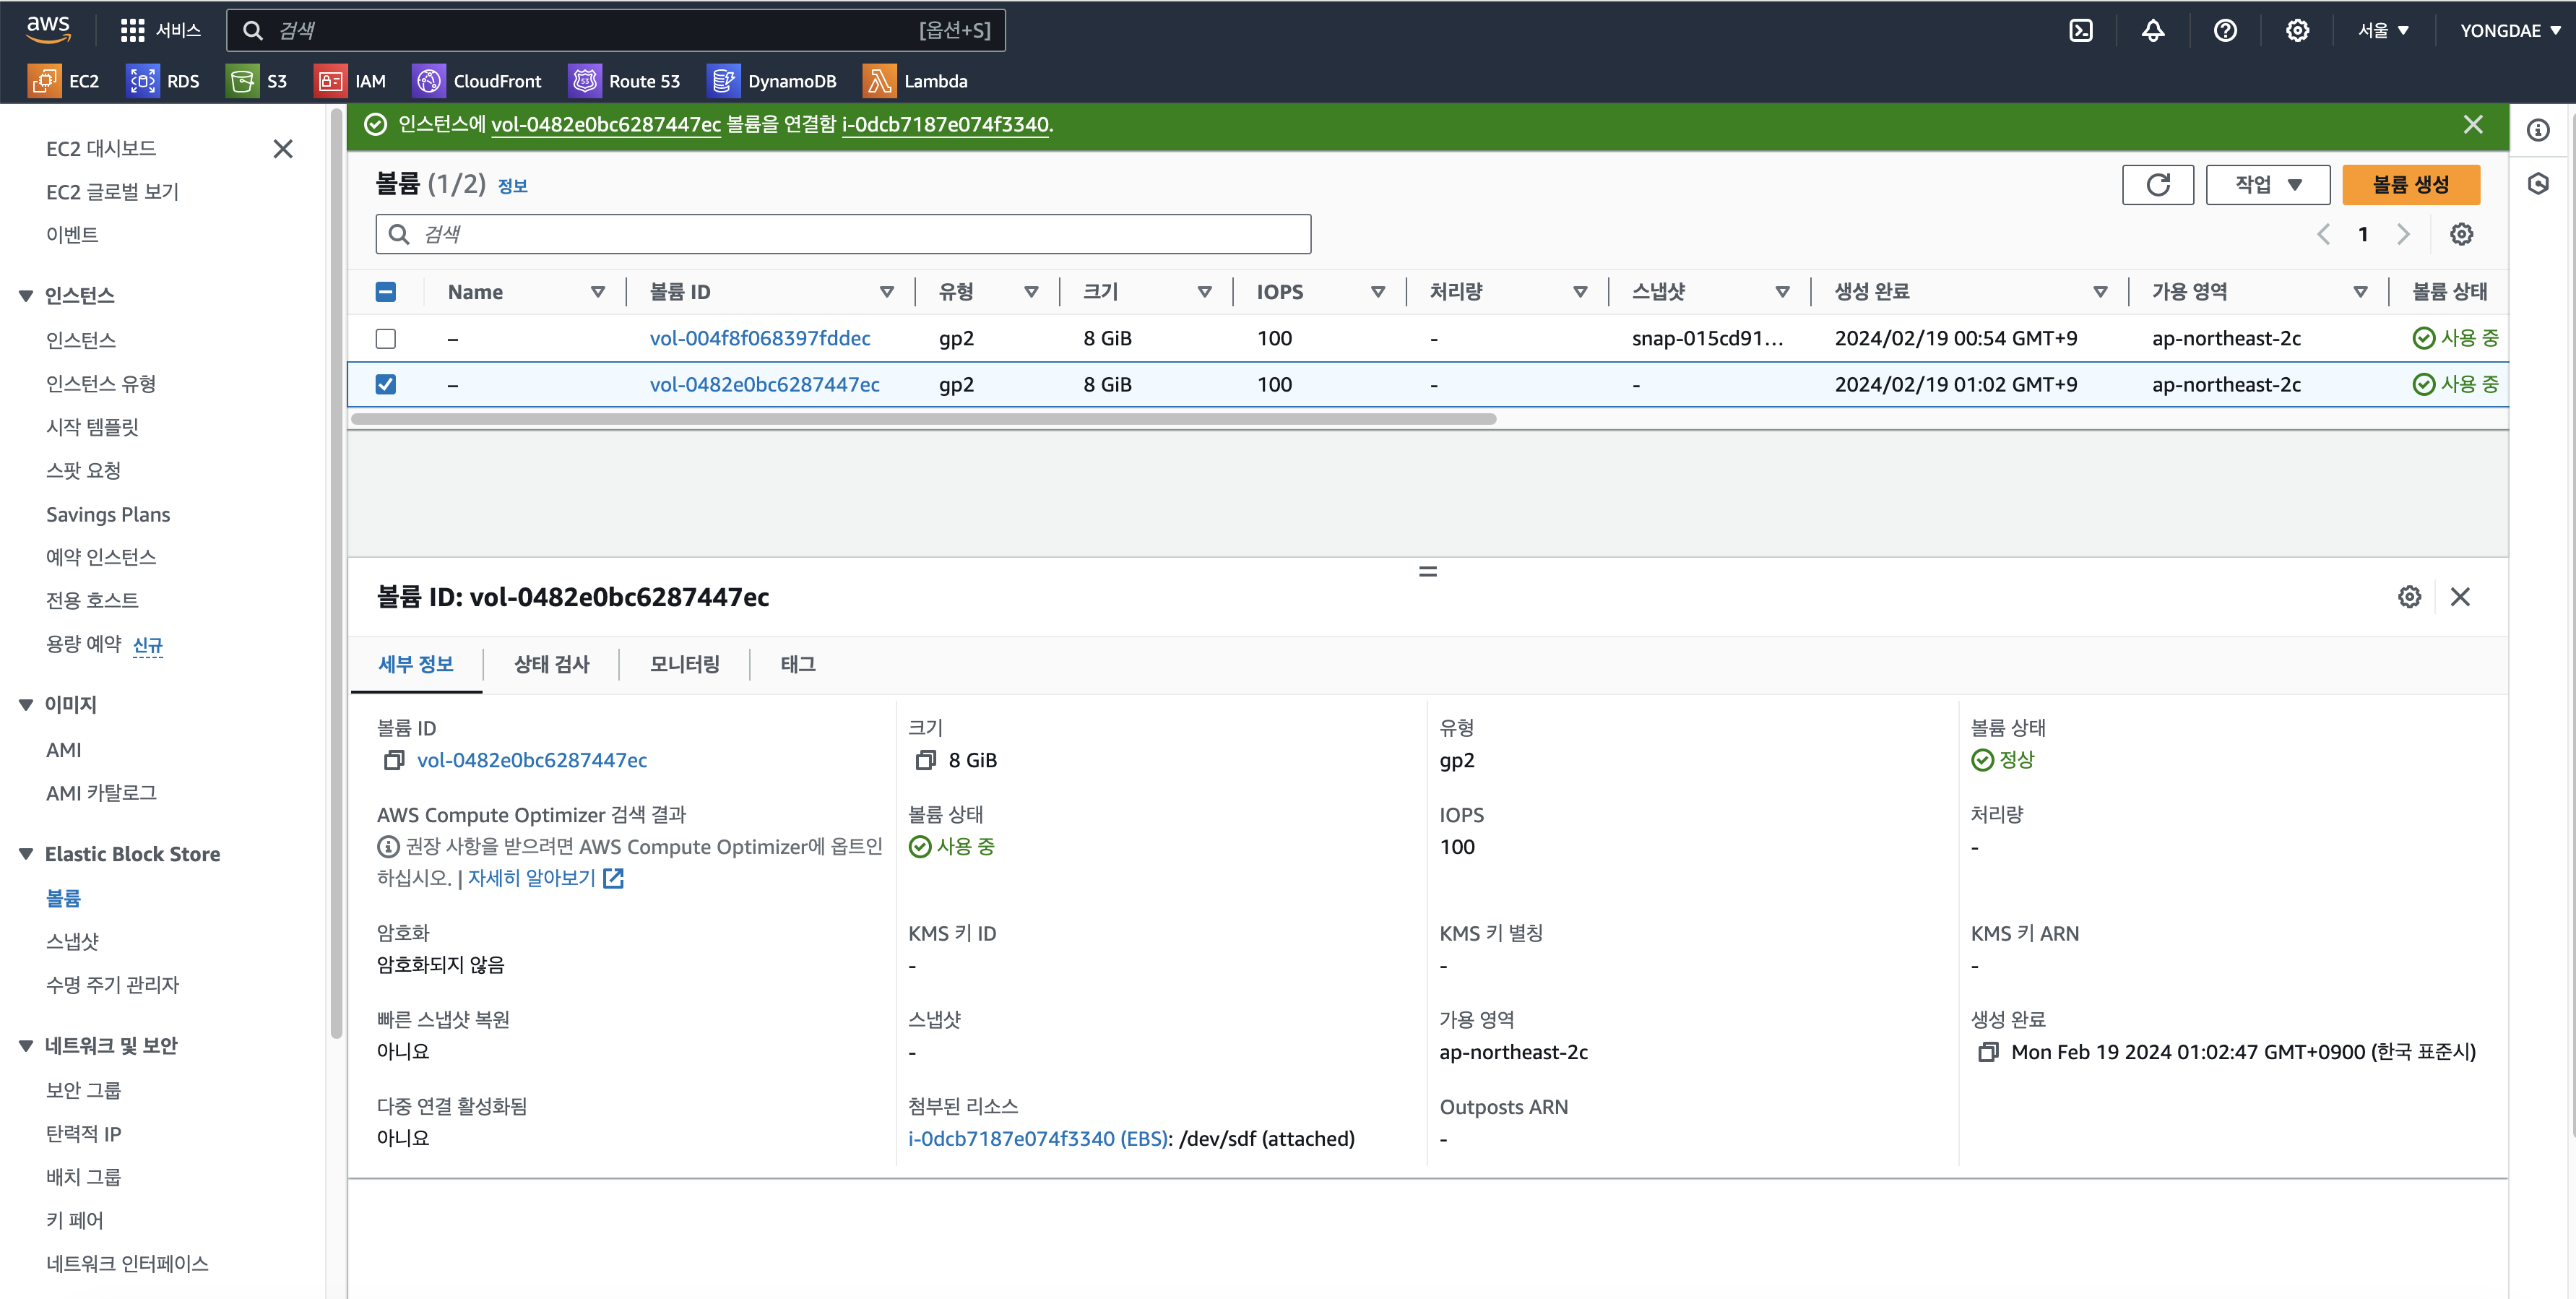 aws
서비스
검색
[옵션+S]
서울
YONGDAE
EC2
RDS
S3
IAM
CloudFront
Route 53
DynamoDB
Lambda
EC2 대시보드
EC2 글로벌 보기
이벤트
인스턴스
인스턴스
인스턴스 유형
시작 템플릿
스팟 요청
Savings Plans
예약 인스턴스
전용 호스트
용량 예약 신규
이미지
AMI
AMI 카탈로그
Elastic Block Store
볼륨
스냅샷
수명 주기 관리자
네트워크 및 보안
보안 그룹
탄력적 IP
배치 그룹
키 페어
네트워크 인터페이스
인스턴스에 vol-0482e0bc6287447ec 볼륨을 연결함 i-0dcb7187e074f3340.
볼륨 (1/2) 정보
작업
볼륨 생성
검색
1
Name 볼륨 ID 유형 크기 IOPS 처리량 스냅샷 생성 완료 가용 영역 볼륨 상태
– vol-004f8f068397fddec gp2 8 GiB 100 - snap-015cd91... 2024/02/19 00:54 GMT+9 ap-northeast-2c 사용 중
– vol-0482e0bc6287447ec gp2 8 GiB 100 - - 2024/02/19 01:02 GMT+9 ap-northeast-2c 사용 중
볼륨 ID: vol-0482e0bc6287447ec
세부 정보 상태 검사 모니터링 태그
볼륨 ID
vol-0482e0bc6287447ec
크기
8 GiB
유형
gp2
볼륨 상태
정상
AWS Compute Optimizer 검색 결과
권장 사항을 받으려면 AWS Compute Optimizer에 옵트인
하십시오. | 자세히 알아보기
볼륨 상태
사용 중
IOPS
100
처리량
-
암호화
암호화되지 않음
KMS 키 ID
-
KMS 키 별칭
-
KMS 키 ARN
-
빠른 스냅샷 복원
아니요
스냅샷
-
가용 영역
ap-northeast-2c
생성 완료
Mon Feb 19 2024 01:02:47 GMT+0900 (한국 표준시)
다중 연결 활성화됨
아니요
첨부된 리소스
i-0dcb7187e074f3340 (EBS): /dev/sdf (attached)
Outposts ARN
-